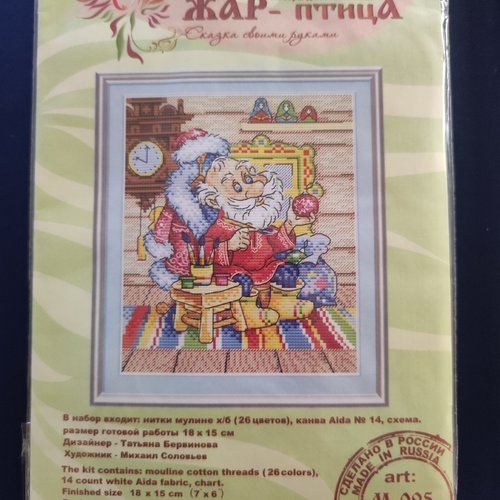 ЖАР-ПТИЦА
Сказка своими руками
В набор входит: нитки мулине х/б (26 цветов), канва Aida № 14, схема.
размер готовой работы 18 х 15 см
Дизайнер - Татьяна Бервинова
Художник - Михаил Соловьев
The kit contains: mouline cotton threads (26 colors),
14 count white Aida fabric, chart.
Finished size 18 x 15 cm (7 x 6
СДЕЛАНО В РОССИИ
MADE IN RUSSIA
art: